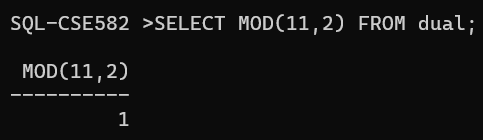 SQL-CSE582 >SELECT MOD(11,2) FROM dual;
MOD(11,2)
----------
1